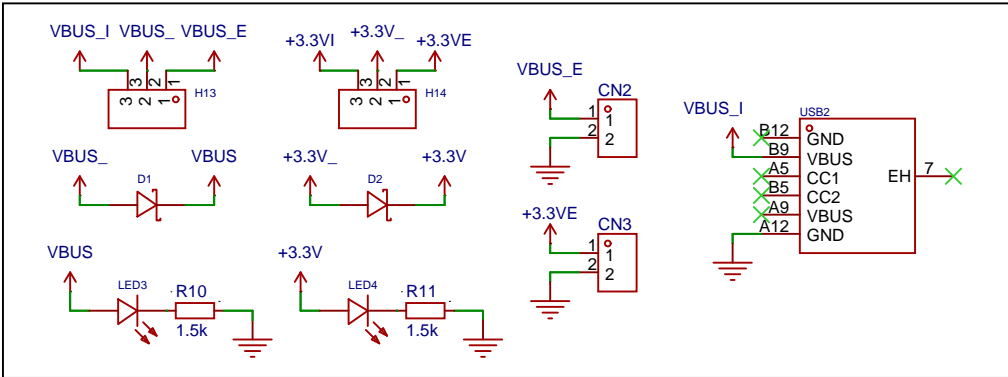 VBUS_I VBUS_ VBUS_E
3 2 1
3 2 1
H13
+3.3VI +3.3V_ +3.3VE
3 2 1
3 2 1
H14
VBUS_E
CN2
1 1
2 2
VBUS_I
USB2
B12 GND
B9 VBUS
A5 CC1
B5 CC2
A9 VBUS
A12 GND
EH 7
VBUS_ D1 VBUS
+3.3V_ D2 +3.3V
+3.3VE
CN3
1 1
2 2
VBUS
LED3 R10
1.5k
+3.3V
LED4 R11
1.5k